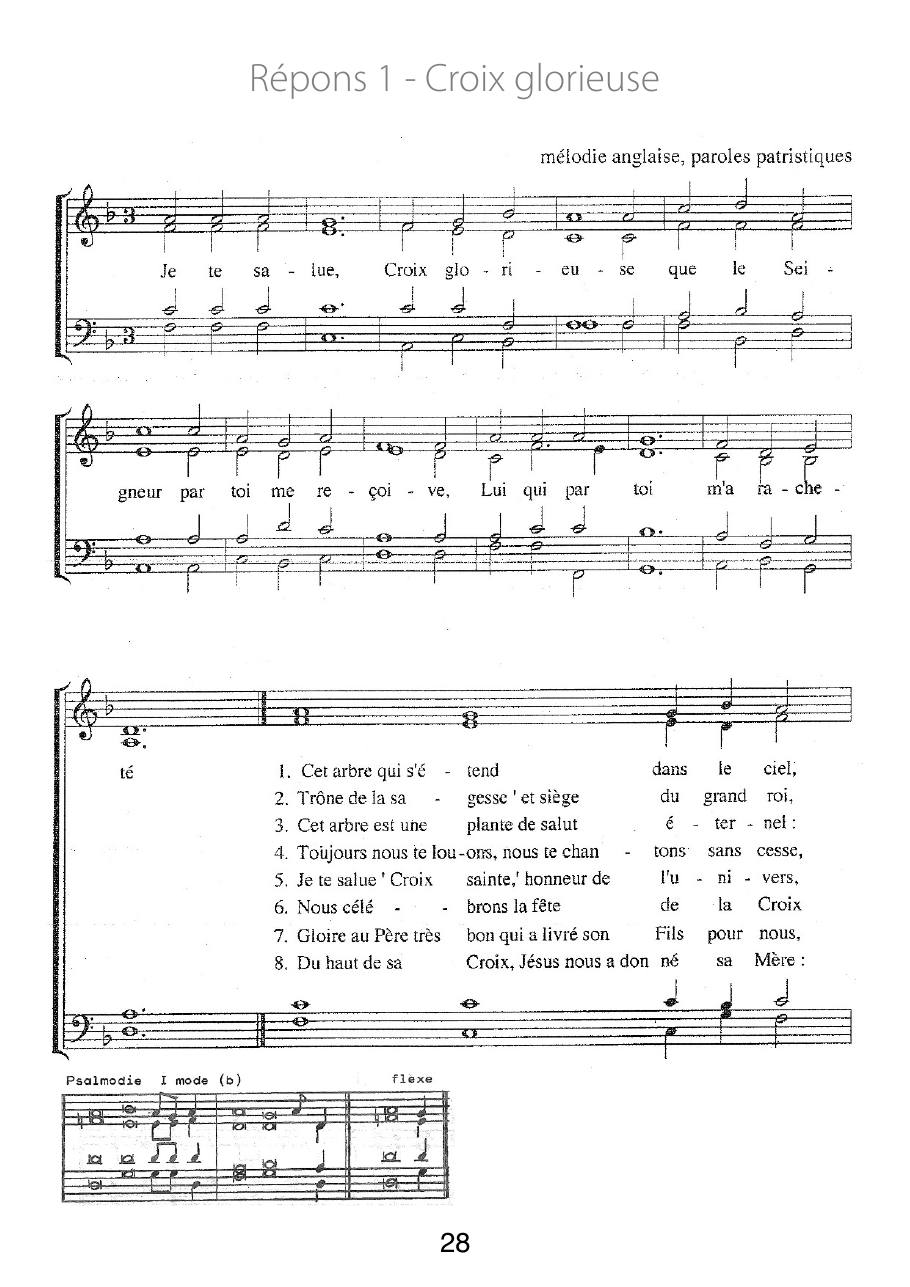 Répons 1 - Croix glorieuse
mélodie anglaise, paroles patristiques
3
Je te sa - lue, Croix glo - ri - eu - se que le Sei -
3
gneur par toi me re - çoi - ve, Lui qui par toi m'a ra - che -
té
1. Cet arbre qui s'é - tend dans le ciel,
2. Trône de la sa - gesse ' et siège du grand roi,
3. Cet arbre est une plante de salut é - ter - nel :
4. Toujours nous te lou-ons, nous te chan - tons sans cesse,
5. Je te salue ' Croix sainte,' honneur de l'u - ni - vers,
6. Nous célé - - brons la fête de la Croix
7. Gloire au Père très bon qui a livré son Fils pour nous,
8. Du haut de sa Croix, Jésus nous a don né sa Mère :
Psalmodie I mode (b) flexe
28